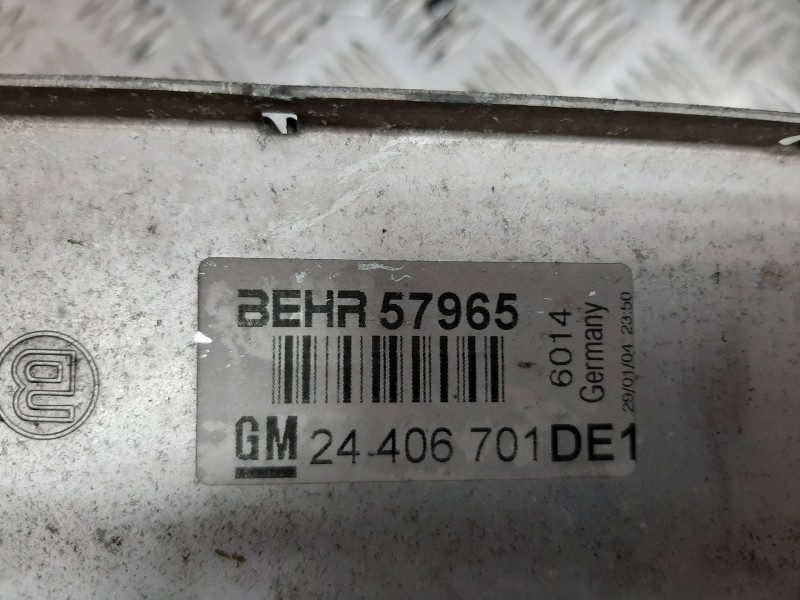 BEHR 57965
GM 24 406 701 DE1
6014
Germany
29/01/04 23:50